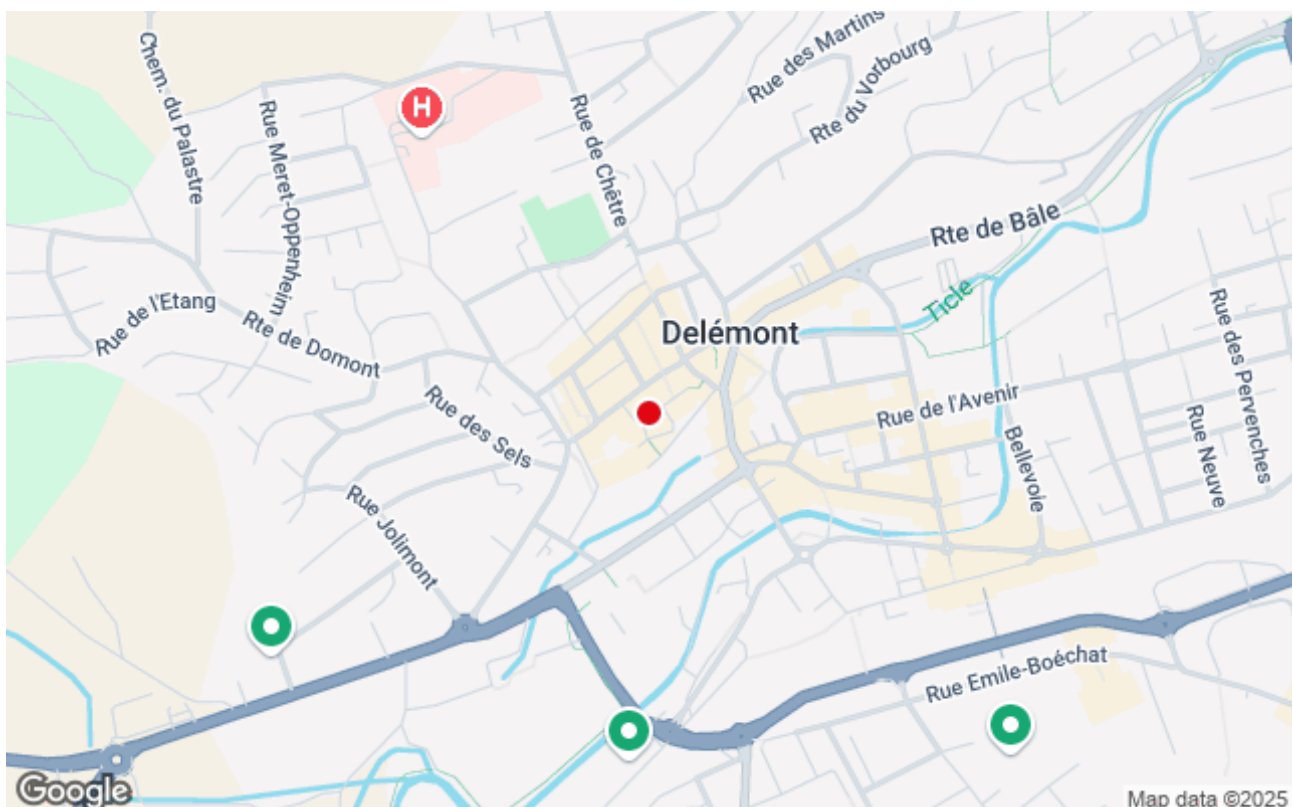 Chem. du Palastre
Rue Meret-Oppenheim
H
Rue de Chêtre
Rue des Martins
Rte du Vorbourg
Rte de Bâle
Ticle
Delémont
Rue de l'Etang
Rte de Domont
Rue des Sels
Rue Jolimont
Rue de l'Avenir
Bellevoie
Rue des Pervenches
Rue Neuve
Rue Emile-Boéchat
Google
Map data ©2025